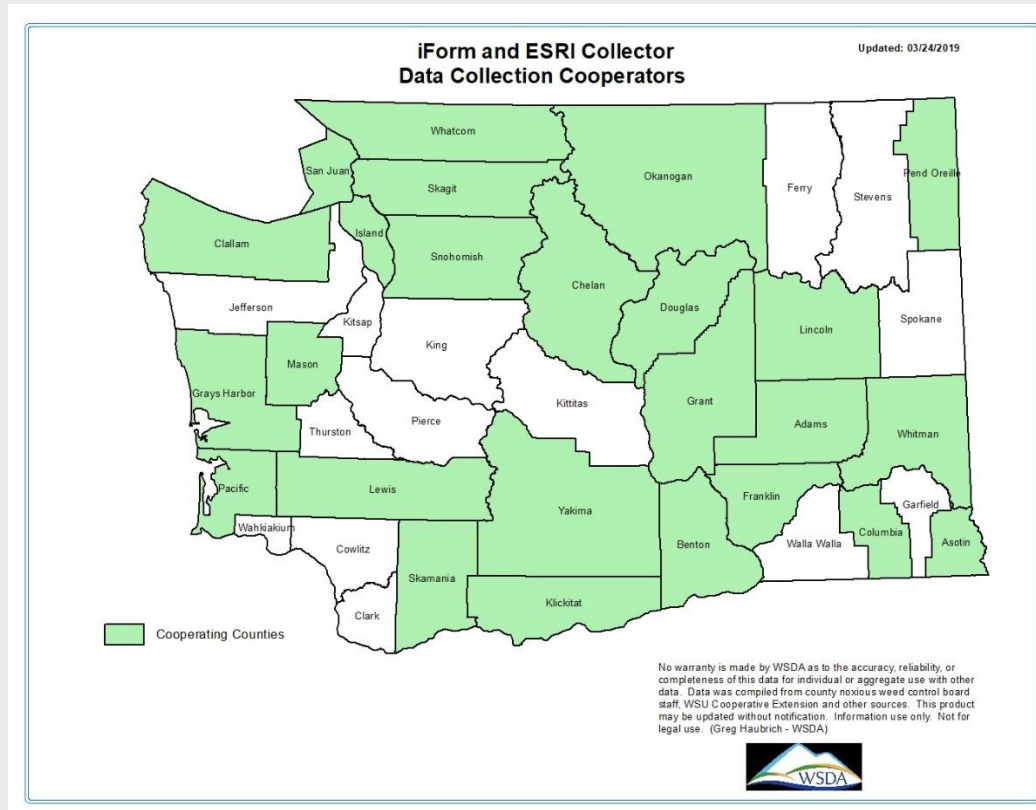 iForm and ESRI Collector
Data Collection Cooperators
Updated: 03/24/2019
Whatcom
San Juan
Skagit
Okanogan
Ferry
Stevens
Pend Oreille
Island
Clallam
Snohomish
Chelan
Jefferson
Douglas
Kitsap
Spokane
Lincoln
King
Mason
Grays Harbor
Kittitas
Grant
Pierce
Thurston
Adams
Whitman
Pacific
Lewis
Franklin
Yakima
Garfield
Wahkiakium
Columbia
Cowlitz
Benton
Walla Walla
Asotin
Skamania
Klickitat
Clark
Cooperating Counties
No warranty is made by WSDA as to the accuracy, reliability, or
completeness of this data for individual or aggregate use with other
data. Data was compiled from county noxious weed control board
staff, WSU Cooperative Extension and other sources. This product
may be updated without notification. Information use only. Not for
legal use. (Greg Haubrich - WSDA)
WSDA